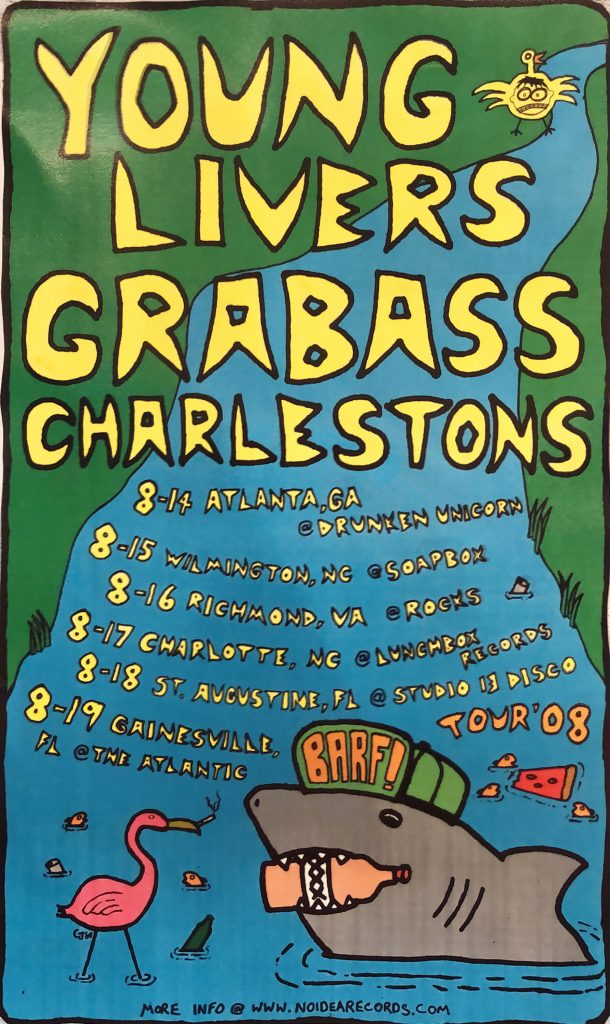 YOUNG
LIVERS
GRABASS
CHARLESTONS
8-14 ATLANTA, GA
@ DRUNKEN UNICORN
8-15 WILMINGTON, NC @ SOAPBOX
8-16 RICHMOND, VA @ ROCKS
8-17 CHARLOTTE, NC @ LUNCHBOX
RECORDS
8-18 ST. AUGUSTINE, FL @ STUDIO 13 DISCO
8-19 GAINESVILLE,
FL @ THE ATLANTIC
TOUR '08
BARF!
MORE INFO @ WWW.NOIDEARECORDS.COM